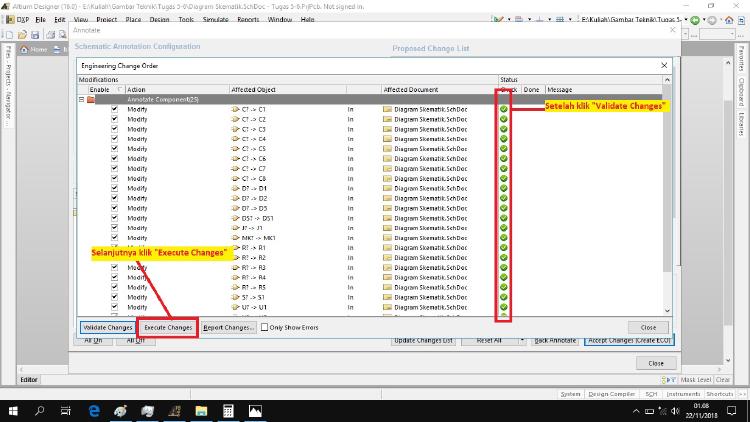 Altium Designer (16.0) - E:\Kuliah\Gambar Teknik\Tugas 5-6\Diagram Skematik.SchDoc - Tugas 5-6.PrjPcb. Not signed in.
DXP File Edit View Project Place Design Tools Simulate Reports Window Help
E:\Kuliah\Gambar Teknik\Tugas 5-
Annotate
Home
Schematic Annotation Configuration
Proposed Change List
Files
Projects
Navigator
Favorites
Clipboard
Libraries
Engineering Change Order
Modifications
Status
Enable Action Affected Object Affected Document Check Done Message
Annotate Component(25)
Modify C? -> C1 In Diagram Skematik.SchDoc
Setelah klik "Validate Changes"
Modify C? -> C2 In Diagram Skematik.SchDoc
Modify C? -> C3 In Diagram Skematik.SchDoc
Modify C? -> C4 In Diagram Skematik.SchDoc
Modify C? -> C5 In Diagram Skematik.SchDoc
Modify C? -> C6 In Diagram Skematik.SchDoc
Modify C? -> C7 In Diagram Skematik.SchDoc
Modify C? -> C8 In Diagram Skematik.SchDoc
Modify D? -> D1 In Diagram Skematik.SchDoc
Modify D? -> D2 In Diagram Skematik.SchDoc
Modify D? -> D3 In Diagram Skematik.SchDoc
Modify DS? -> DS1 In Diagram Skematik.SchDoc
Modify J? -> J1 In Diagram Skematik.SchDoc
Modify MK? -> MK1 In Diagram Skematik.SchDoc
Selanjutnya klik "Execute Changes"
R? -> R1 In Diagram Skematik.SchDoc
R? -> R2 In Diagram Skematik.SchDoc
Modify R? -> R3 In Diagram Skematik.SchDoc
Modify R? -> R4 In Diagram Skematik.SchDoc
Modify R? -> R5 In Diagram Skematik.SchDoc
Modify S? -> S1 In Diagram Skematik.SchDoc
Modify U? -> U1 In Diagram Skematik.SchDoc
Validate Changes Execute Changes Report Changes... Only Show Errors Close
All On All Off Update Changes List Reset All Back Annotate Accept Changes (Create ECO)
Close
Editor
Mask Level Clear
System Design Compiler SCH Instruments Shortcuts >>
01.08
22/11/2018